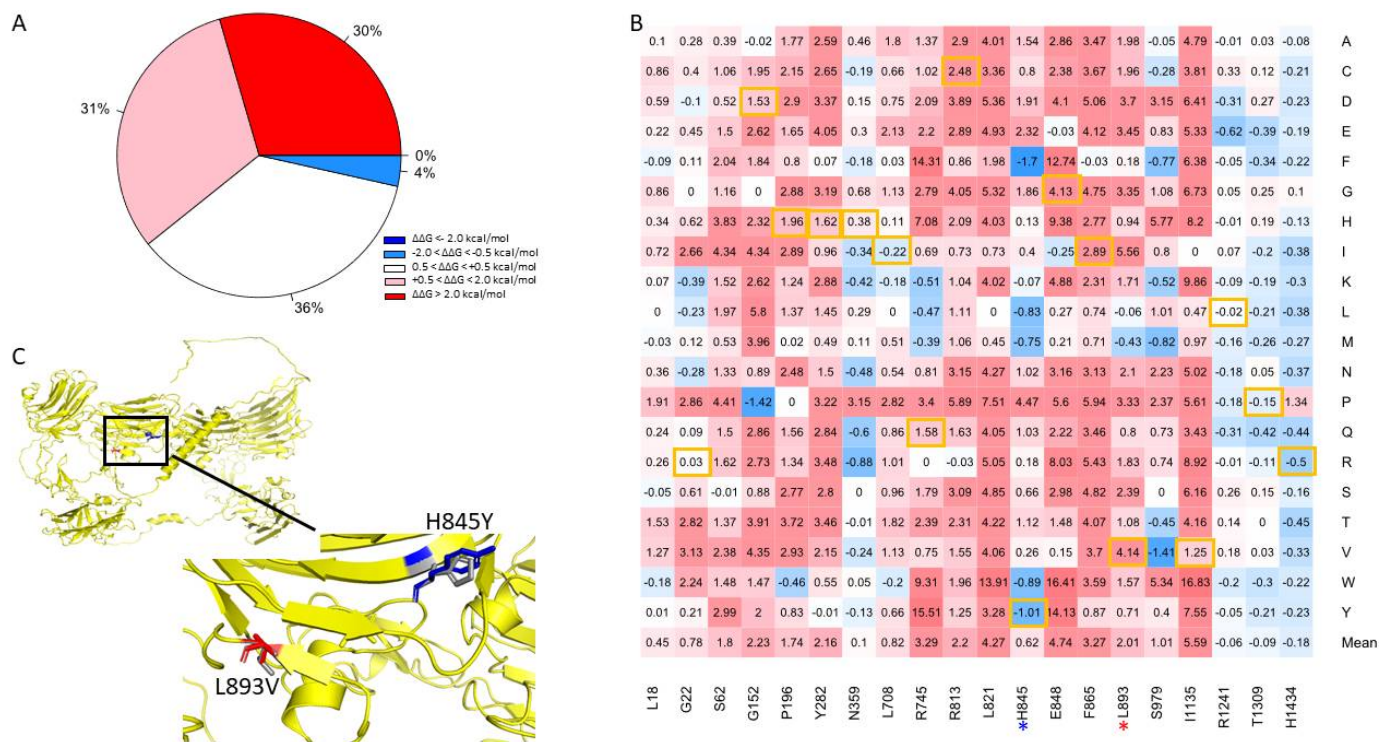 A
30%
31%
0%
4%
36%
ΔΔG <- 2.0 kcal/mol
-2.0 < ΔΔG <-0.5 kcal/mol
0.5 < ΔΔG <+0.5 kcal/mol
+0.5 < ΔΔG < 2.0 kcal/mol
ΔΔG > 2.0 kcal/mol
C
H845Y
L893V
B
0.1 0.28 0.39 -0.02 1.77 2.59 0.46 1.8 1.37 2.9 4.01 1.54 2.86 3.47 1.98 -0.05 4.79 -0.01 0.03 -0.08 A
0.86 0.4 1.06 1.95 2.15 2.65 -0.19 0.66 1.02 2.48 3.36 0.8 2.38 3.67 1.96 -0.28 3.81 0.33 0.12 -0.21 C
0.59 -0.1 0.52 1.53 2.9 3.37 0.15 0.75 2.09 3.89 5.36 1.91 4.1 5.06 3.7 3.15 6.41 -0.31 0.27 -0.23 D
0.22 0.45 1.5 2.62 1.65 4.05 0.3 2.13 2.2 2.89 4.93 2.32 -0.03 4.12 3.45 0.83 5.33 -0.62 -0.39 -0.19 E
-0.09 0.11 2.04 1.84 0.8 0.07 -0.18 0.03 14.31 0.86 1.98 -1.7 12.74 -0.03 0.18 -0.77 6.38 -0.05 -0.34 -0.22 F
0.86 0 1.16 0 2.88 3.19 0.68 1.13 2.79 4.05 5.32 1.86 4.13 4.75 3.35 1.08 6.73 0.05 0.25 0.1 G
0.34 0.62 3.83 2.32 1.96 1.62 0.38 0.11 7.08 2.09 4.03 0.13 9.38 2.77 0.94 5.77 8.2 -0.01 0.19 -0.13 H
0.72 2.66 4.34 4.34 2.89 0.96 -0.34 -0.22 0.69 0.73 0.73 0.4 -0.25 2.89 5.56 0.8 0 0.07 -0.2 -0.38 I
0.07 -0.39 1.52 2.62 1.24 2.88 -0.42 -0.18 -0.51 1.04 4.02 -0.07 4.88 2.31 1.71 -0.52 9.86 -0.09 -0.19 -0.3 K
0 -0.23 1.97 5.8 1.37 1.45 0.29 0 -0.47 1.11 0 -0.83 0.27 0.74 -0.06 1.01 0.47 -0.02 -0.21 -0.38 L
-0.03 0.12 0.53 3.96 0.02 0.49 0.11 0.51 -0.39 1.06 0.45 -0.75 0.21 0.71 -0.43 -0.82 0.97 -0.16 -0.26 -0.27 M
0.36 -0.28 1.33 0.89 2.48 1.5 -0.48 0.54 0.81 3.15 4.27 1.02 3.16 3.13 2.1 2.23 5.02 -0.18 0.05 -0.37 N
1.91 2.86 4.41 -1.42 0 3.22 3.15 2.82 3.4 5.89 7.51 4.47 5.6 5.94 3.33 2.37 5.61 -0.18 -0.15 1.34 P
0.24 0.09 1.5 2.86 1.56 2.84 -0.6 0.86 1.58 1.63 4.05 1.03 2.22 3.46 0.8 0.73 3.43 -0.31 -0.42 -0.44 Q
0.26 0.03 1.62 2.73 1.34 3.48 -0.88 1.01 0 -0.03 5.05 0.18 8.03 5.43 1.83 0.74 8.92 -0.01 -0.11 -0.5 R
-0.05 0.61 -0.01 0.88 2.77 2.8 0 0.96 1.79 3.09 4.85 0.66 2.98 4.82 2.39 0 6.16 0.26 0.15 -0.16 S
1.53 2.82 1.37 3.91 3.72 3.46 -0.01 1.82 2.39 2.31 4.22 1.12 1.48 4.07 1.08 -0.45 4.16 0.14 0 -0.45 T
1.27 3.13 2.38 4.35 2.93 2.15 -0.24 1.13 0.75 1.55 4.06 0.26 0.15 3.7 4.14 -1.41 1.25 0.18 0.03 -0.33 V
-0.18 2.24 1.48 1.47 -0.46 0.55 0.05 -0.2 9.31 1.96 13.91 -0.89 16.41 3.59 1.57 5.34 16.83 -0.2 -0.3 -0.22 W
0.01 0.21 2.99 2 0.83 -0.01 -0.13 0.66 15.51 1.25 3.28 -1.01 14.13 0.87 0.71 0.4 7.55 -0.05 -0.21 -0.23 Y
0.45 0.78 1.8 2.23 1.74 2.16 0.1 0.82 3.29 2.2 4.27 0.62 4.74 3.27 2.01 1.01 5.59 -0.06 -0.09 -0.18 Mean
L18 G22 S62 G152 P196 Y282 N359 L708 R745 R813 L821 *H845 E848 F865 *L893 S979 I1135 R1241 T1309 H1434